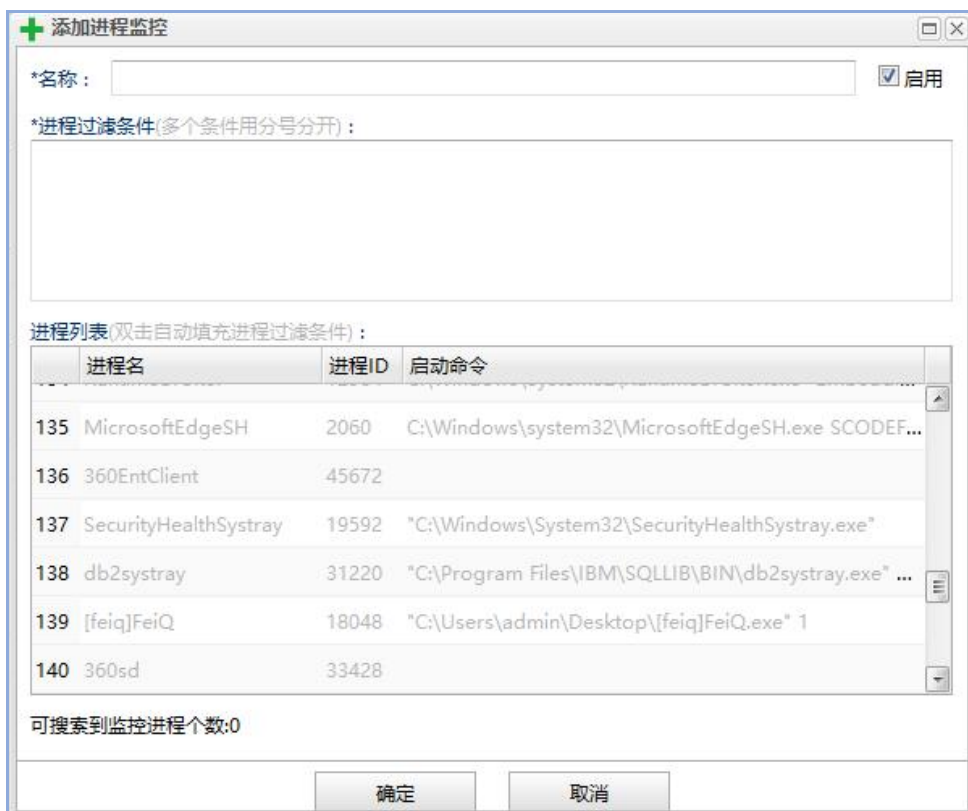 添加进程监控
*名称：
启用
*进程过滤条件(多个条件用分号分开)：
进程列表(双击自动填充进程过滤条件)：
进程名 进程ID 启动命令
135 MicrosoftEdgeSH 2060 C:\Windows\system32\MicrosoftEdgeSH.exe SCODEF...
136 360EntClient 45672
137 SecurityHealthSystray 19592 "C:\Windows\System32\SecurityHealthSystray.exe"
138 db2systray 31220 "C:\Program Files\IBM\SQLLIB\BIN\db2systray.exe" ...
139 [feiq]FeiQ 18048 "C:\Users\admin\Desktop\[feiq]FeiQ.exe" 1
140 360sd 33428
可搜索到监控进程个数:0
确定 取消